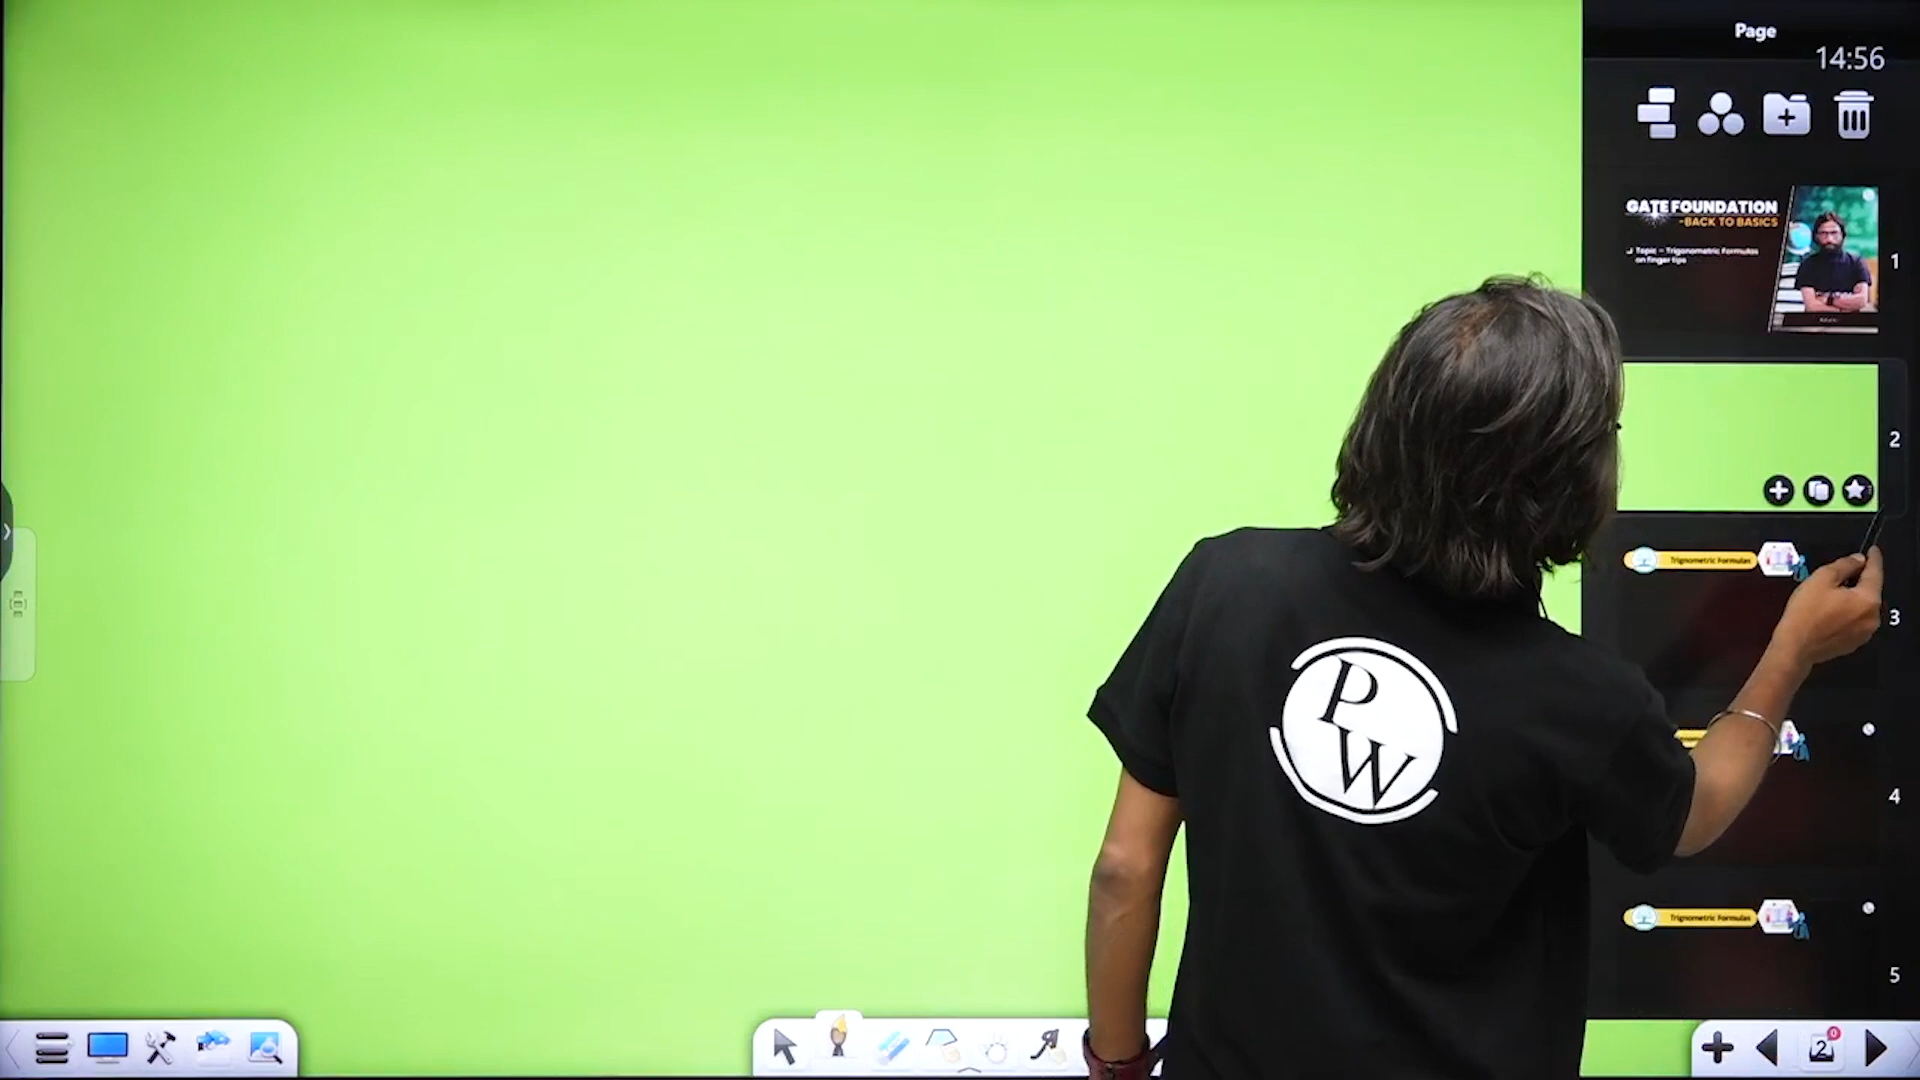 Page
14:56
GATE FOUNDATION
-BACK TO BASICS
Topic - Trigonometric Formulas
on finger tips
1
2
Trignometric Formulas
3
4
Trignometric Formulas
5
P
W
0
2